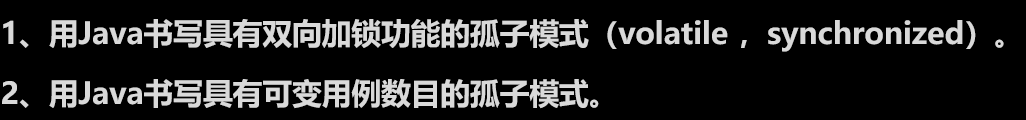 1、用Java书写具有双向加锁功能的孤子模式（volatile ，synchronized）。
2、用Java书写具有可变用例数目的孤子模式。